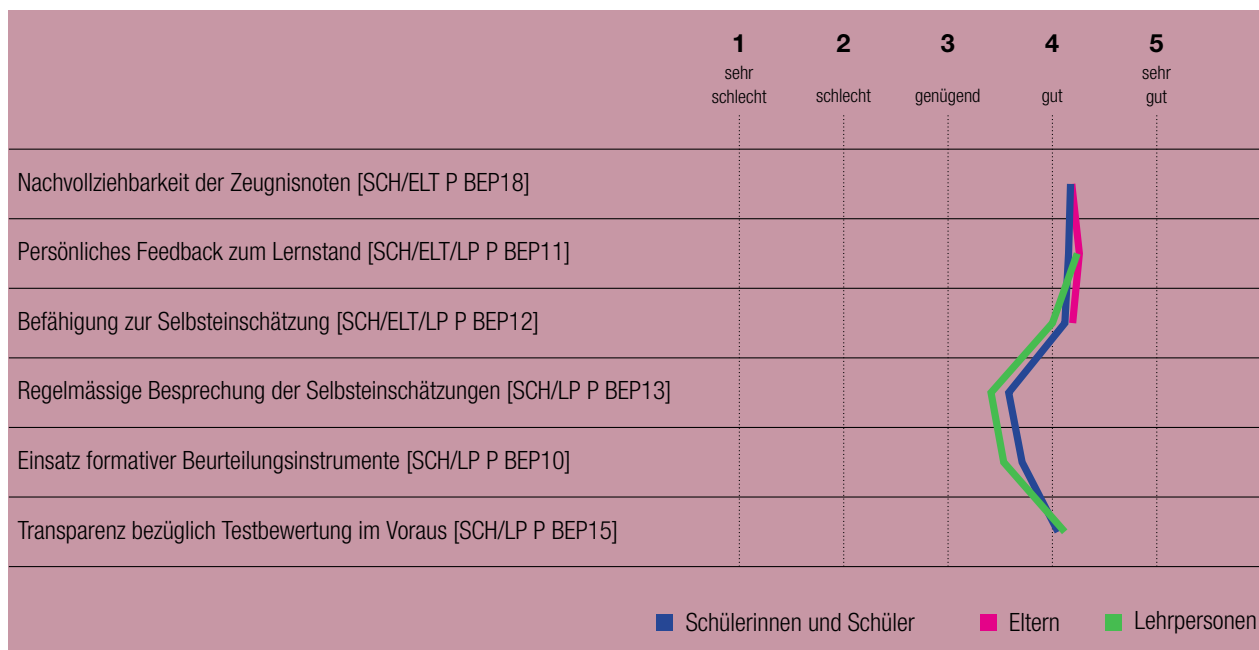 1 2 3 4 5
sehr sehr
schlecht schlecht genügend gut gut
Nachvollziehbarkeit der Zeugnisnoten [SCH/ELT P BEP18]
Persönliches Feedback zum Lernstand [SCH/ELT/LP P BEP11]
Befähigung zur Selbsteinschätzung [SCH/ELT/LP P BEP12]
Regelmässige Besprechung der Selbsteinschätzungen [SCH/LP P BEP13]
Einsatz formativer Beurteilungsinstrumente [SCH/LP P BEP10]
Transparenz bezüglich Testbewertung im Voraus [SCH/LP P BEP15]
Schülerinnen und Schüler Eltern Lehrpersonen